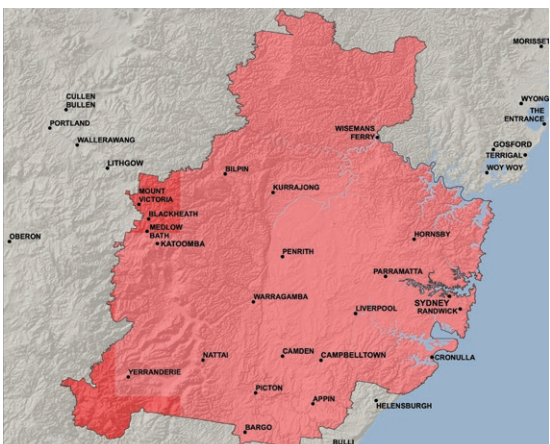 MORISSET
CULLEN
BULLEN
WYONG
THE
ENTRANCE
PORTLAND
WISEMANS
FERRY
WALLERAWANG
GOSFORD
TERRIGAL
LITHGOW
BILPIN
WOY WOY
MOUNT
VICTORIA
KURRAJONG
BLACKHEATH
MEDLOW
BATH
KATOOMBA
OBERON
HORNSBY
PENRITH
PARRAMATTA
WARRAGAMBA
SYDNEY
LIVERPOOL
RANDWICK
NATTAI
CAMDEN
CAMPBELLTOWN
CRONULLA
YERRANDERIE
PICTON
APPIN
HELENSBURGH
BARGO
BULLI